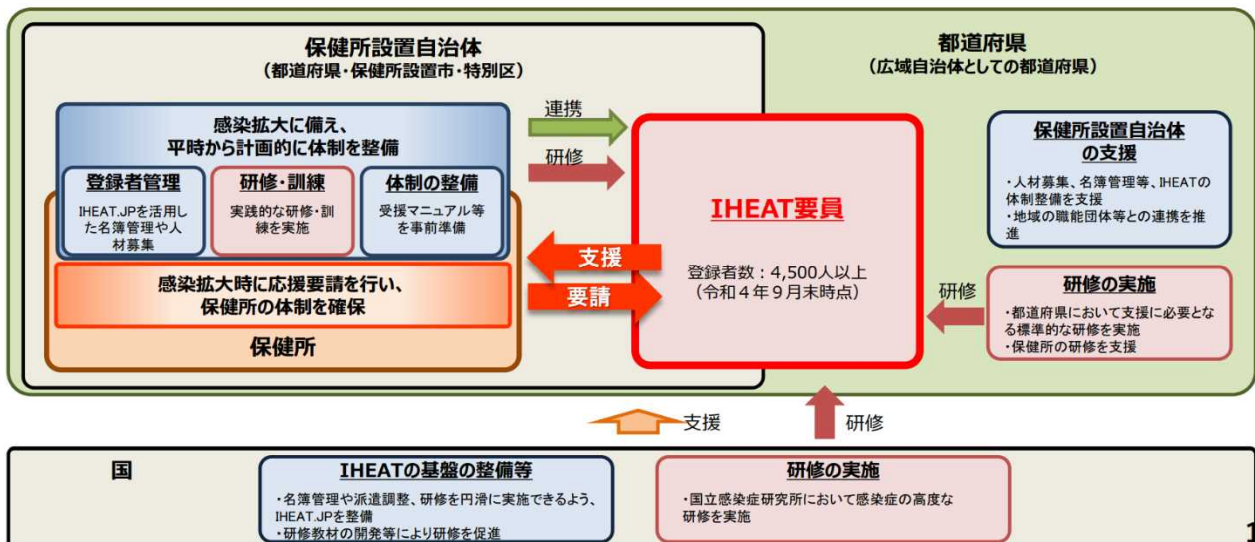 保健所設置自治体
（都道府県・保健所設置市・特別区）
都道府県
（広域自治体としての都道府県）
感染拡大に備え、
平時から計画的に体制を整備
登録者管理
IHEAT.JPを活用し
た名簿管理や人
材募集
研修・訓練
実践的な研修・訓
練を実施
体制の整備
受援マニュアル等
を事前準備
感染拡大時に応援要請を行い、
保健所の体制を確保
保健所
連携
研修
支援
要請
IHEAT要員
登録者数：4,500人以上
（令和４年９月末時点）
保健所設置自治体
の支援
・人材募集、名簿管理等、IHEATの
体制整備を支援
・地域の職能団体等との連携を推
進
研修
研修の実施
・都道府県において支援に必要とな
る標準的な研修を実施
・保健所の研修を支援
支援
研修
国
IHEATの基盤の整備等
・名簿管理や派遣調整、研修を円滑に実施できるよう、
IHEAT.JPを整備
・研修教材の開発等により研修を促進
研修の実施
・国立感染症研究所において感染症の高度な
研修を実施
1